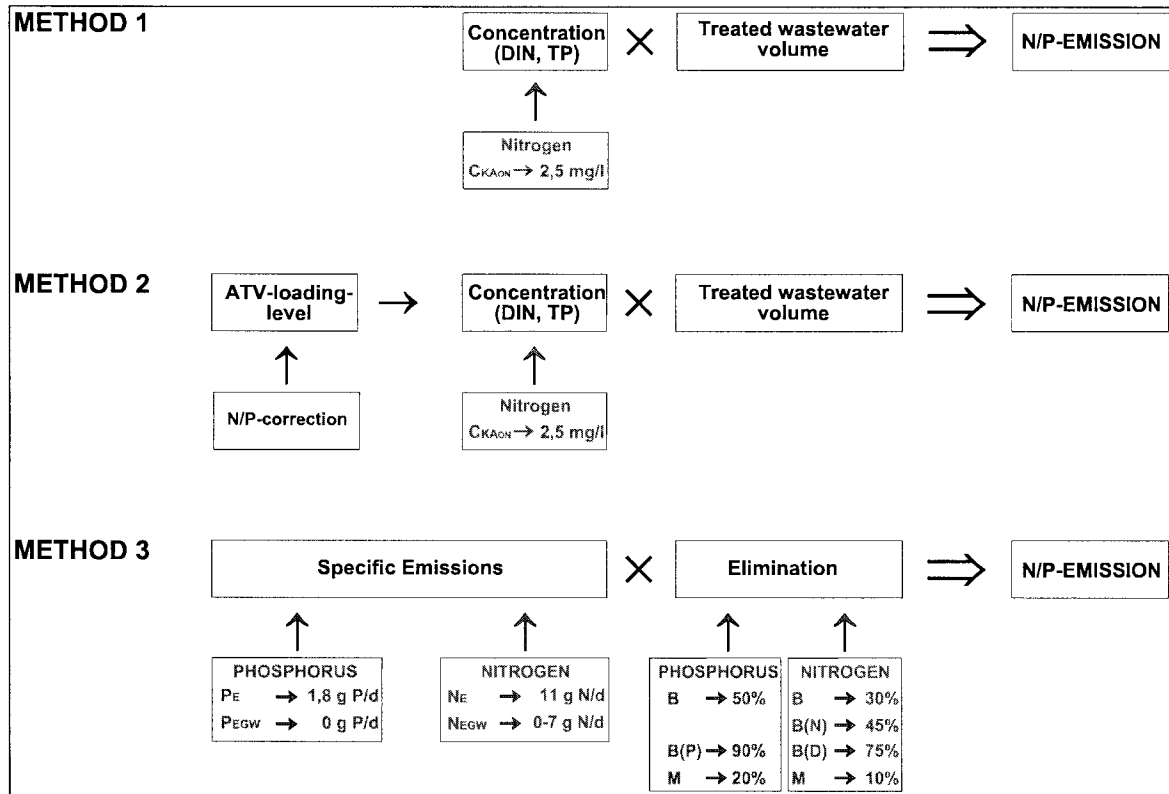 METHOD 1
Concentration
(DIN, TP)
×
Treated wastewater
volume
⇒
N/P-EMISSION
↑
Nitrogen
CKAON → 2,5 mg/l
METHOD 2
ATV-loading-
level
→
Concentration
(DIN, TP)
×
Treated wastewater
volume
⇒
N/P-EMISSION
↑
↑
N/P-correction
Nitrogen
CKAON → 2,5 mg/l
METHOD 3
Specific Emissions
×
Elimination
⇒
N/P-EMISSION
↑
↑
↑
↑
PHOSPHORUS
PE → 1,8 g P/d
PEGW → 0 g P/d
NITROGEN
NE → 11 g N/d
NEGW → 0-7 g N/d
PHOSPHORUS
B → 50%
B(P) → 90%
M → 20%
NITROGEN
B → 30%
B(N) → 45%
B(D) → 75%
M → 10%